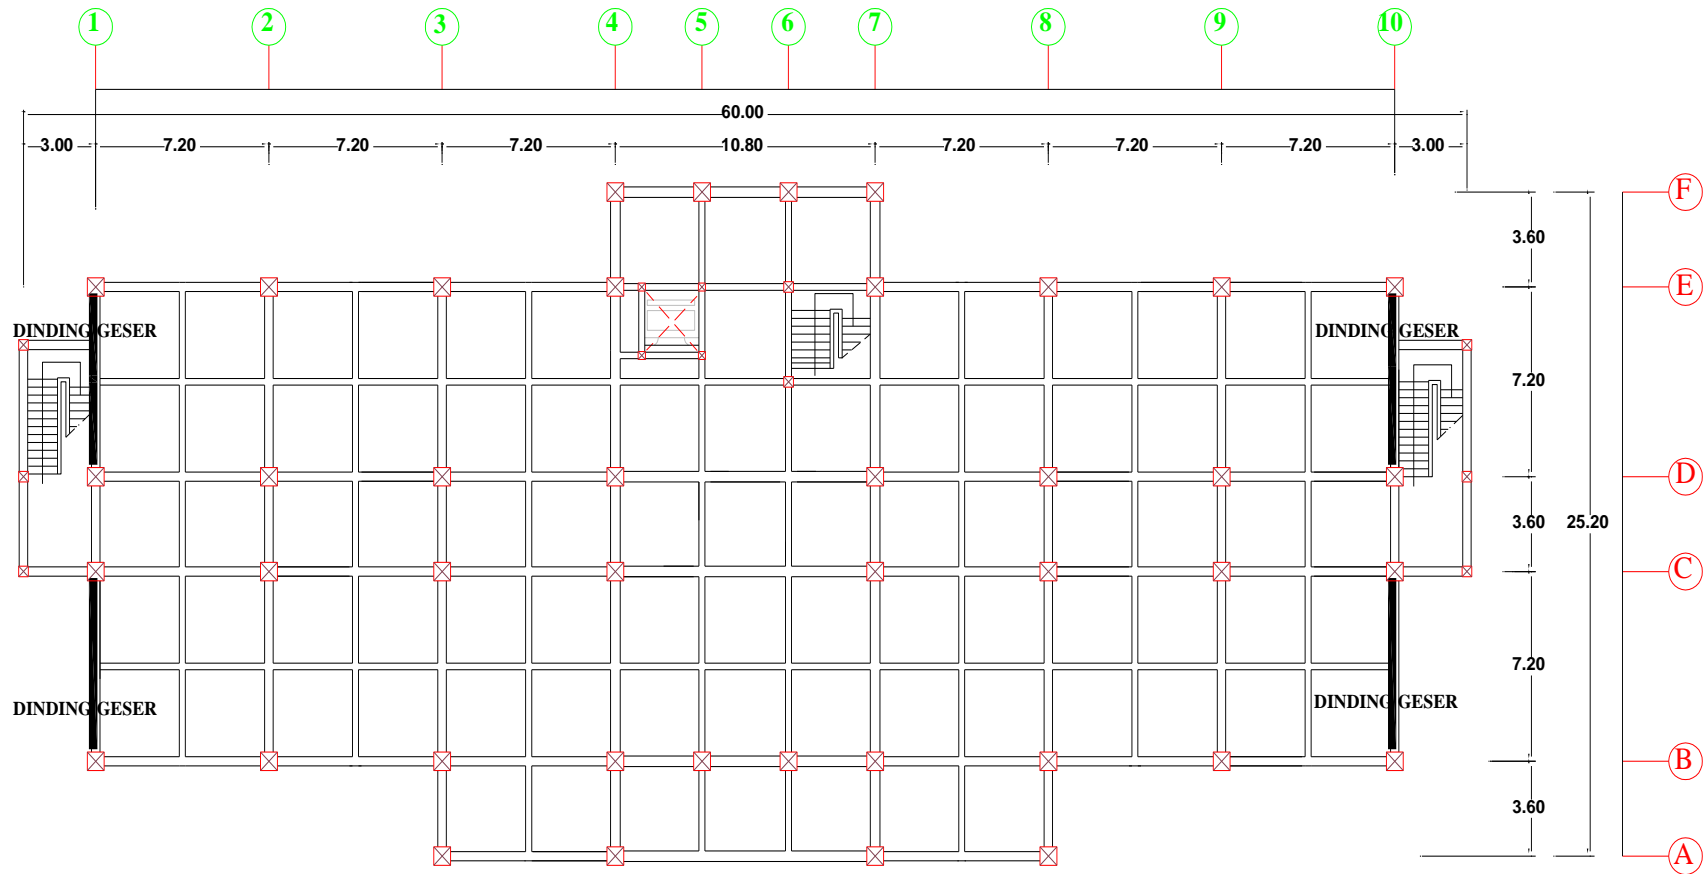 1 2 3 4 5 6 7 8 9 10
60.00
3.00 7.20 7.20 7.20 10.80 7.20 7.20 7.20 3.00
F
3.60
E
DINDING GESER DINDING GESER
7.20
D
3.60 25.20
C
7.20
DINDING GESER DINDING GESER
B
3.60
A